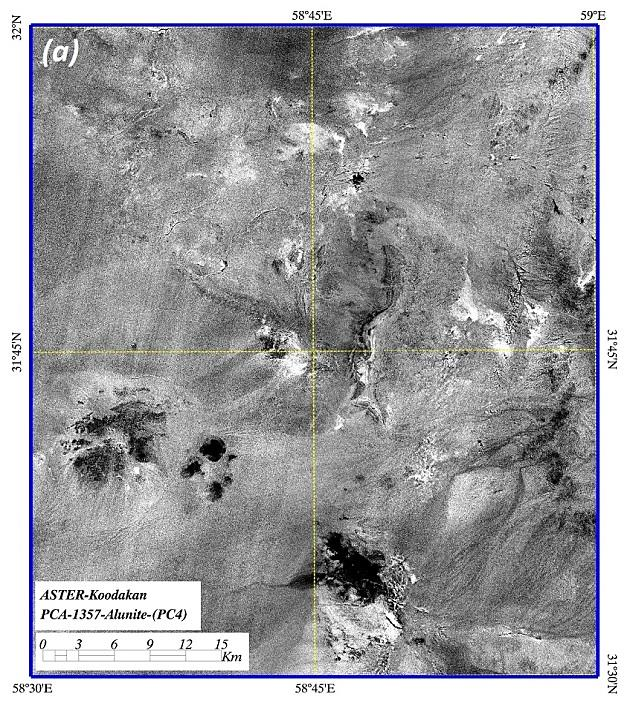 58°45'E
59°E
32°N
(a)
31°45'N
31°45'N
ASTER-Koodakan
PCA-1357-Alunite-(PC4)
0 3 6 9 12 15
Km
31°30'N
58°30'E
58°45'E